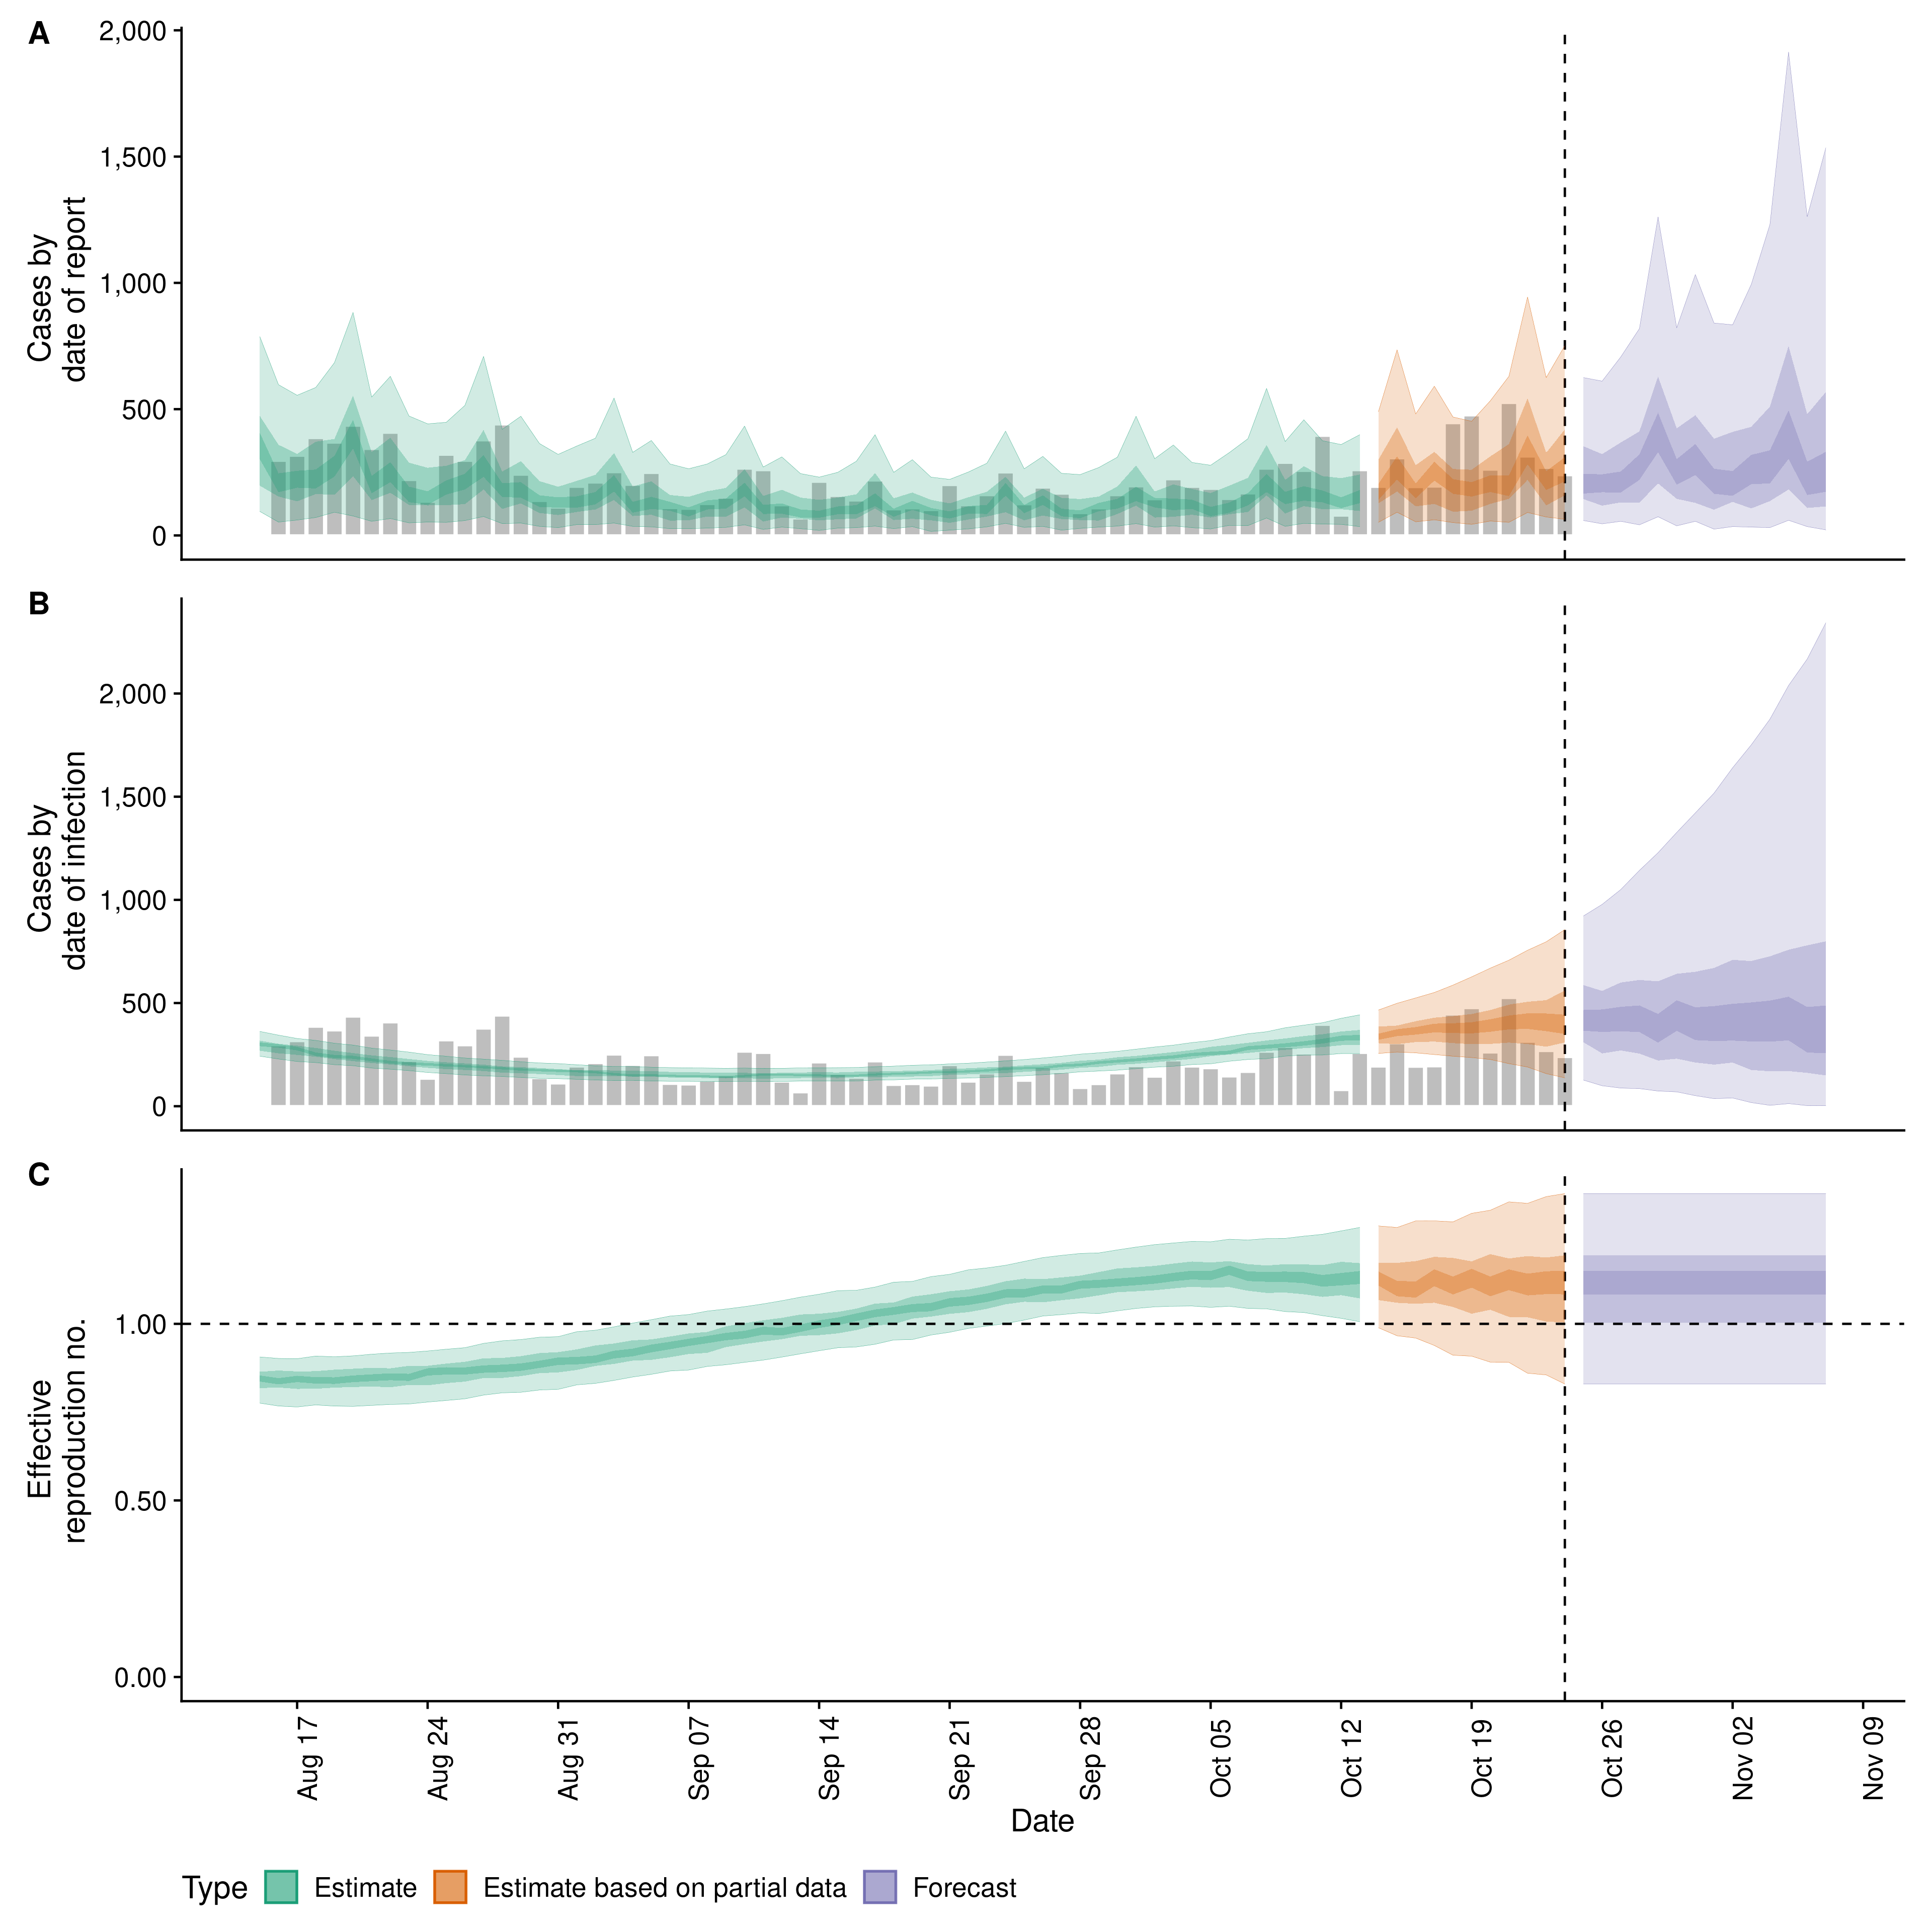 A
2,000
1,500
1,000
500
0
Cases by
date of report
B
2,000
1,500
1,000
500
0
Cases by
date of infection
C
1.00
0.50
0.00
Effective
reproduction no.
Aug 17
Aug 24
Aug 31
Sep 07
Sep 14
Sep 21
Sep 28
Oct 05
Oct 12
Oct 19
Oct 26
Nov 02
Nov 09
Date
Type Estimate Estimate based on partial data Forecast